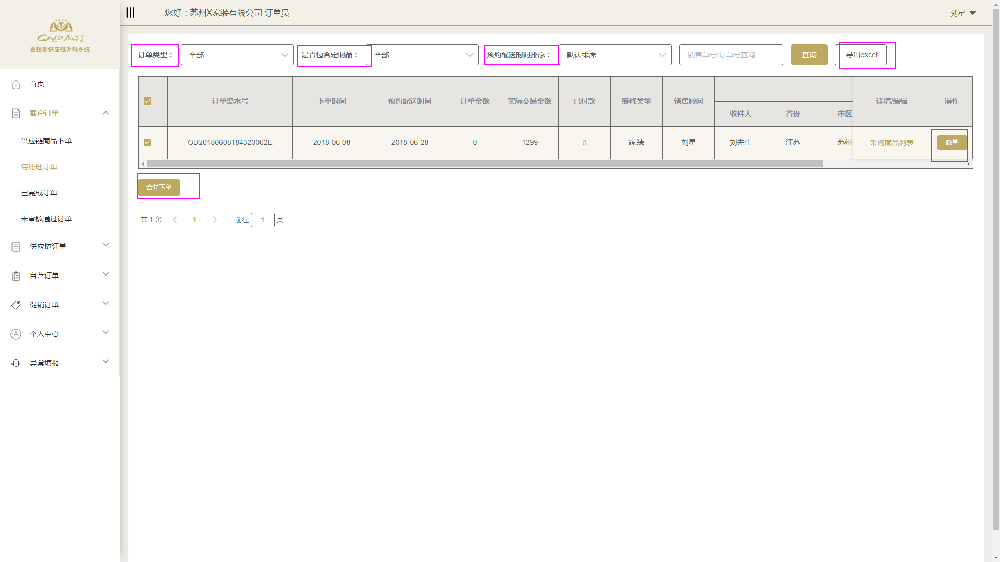 您好：苏州X家装有限公司 订单员
刘星
GOLD MANTIS
金螳螂供应链外销系统
首页
客户订单
供应链商品下单
待处理订单
已完成订单
未审核通过订单
供应链订单
自营订单
促销订单
个人中心
异常填报
订单类型： 全部 是否包含定制品： 全部 预约配送时间排序： 默认排序 销售单号/订单号查询 查询 导出excel
订单流水号 下单时间 预约配送时间 订单金额 实际交易金额 已付款 装修类型 销售顾问 详情/编辑 操作
收件人 省份 市区
OD20180608184323002E 2018-06-08 2018-06-28 0 1299 0 家装 刘星 刘先生 江苏 苏州 采购商品列表 撤单
合并下单
共 1 条 1 前往 1 页